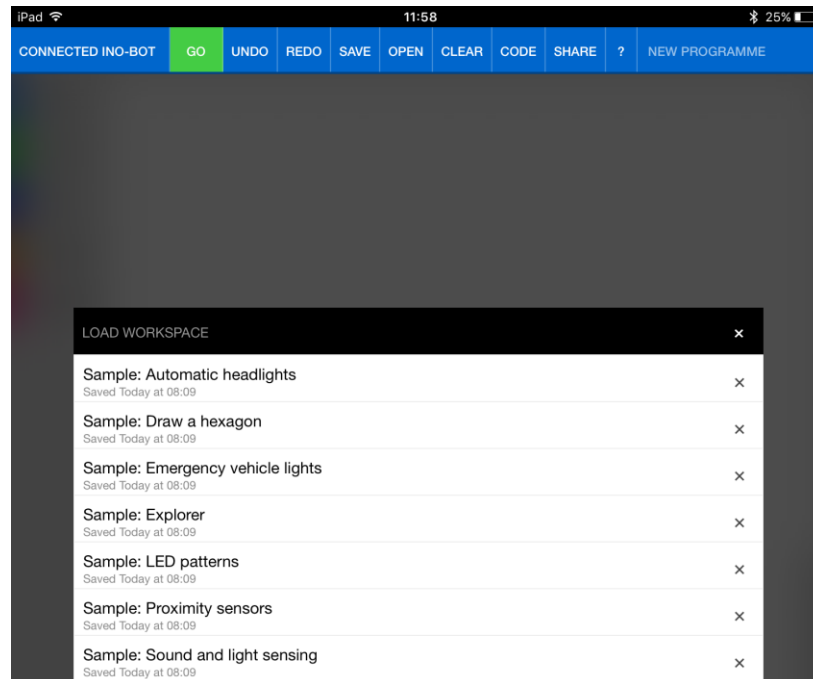 iPad 11:58 25%
CONNECTED INO-BOT GO UNDO REDO SAVE OPEN CLEAR CODE SHARE ? NEW PROGRAMME
LOAD WORKSPACE ×
Sample: Automatic headlights ×
Saved Today at 08:09
Sample: Draw a hexagon ×
Saved Today at 08:09
Sample: Emergency vehicle lights ×
Saved Today at 08:09
Sample: Explorer ×
Saved Today at 08:09
Sample: LED patterns ×
Saved Today at 08:09
Sample: Proximity sensors ×
Saved Today at 08:09
Sample: Sound and light sensing ×
Saved Today at 08:09